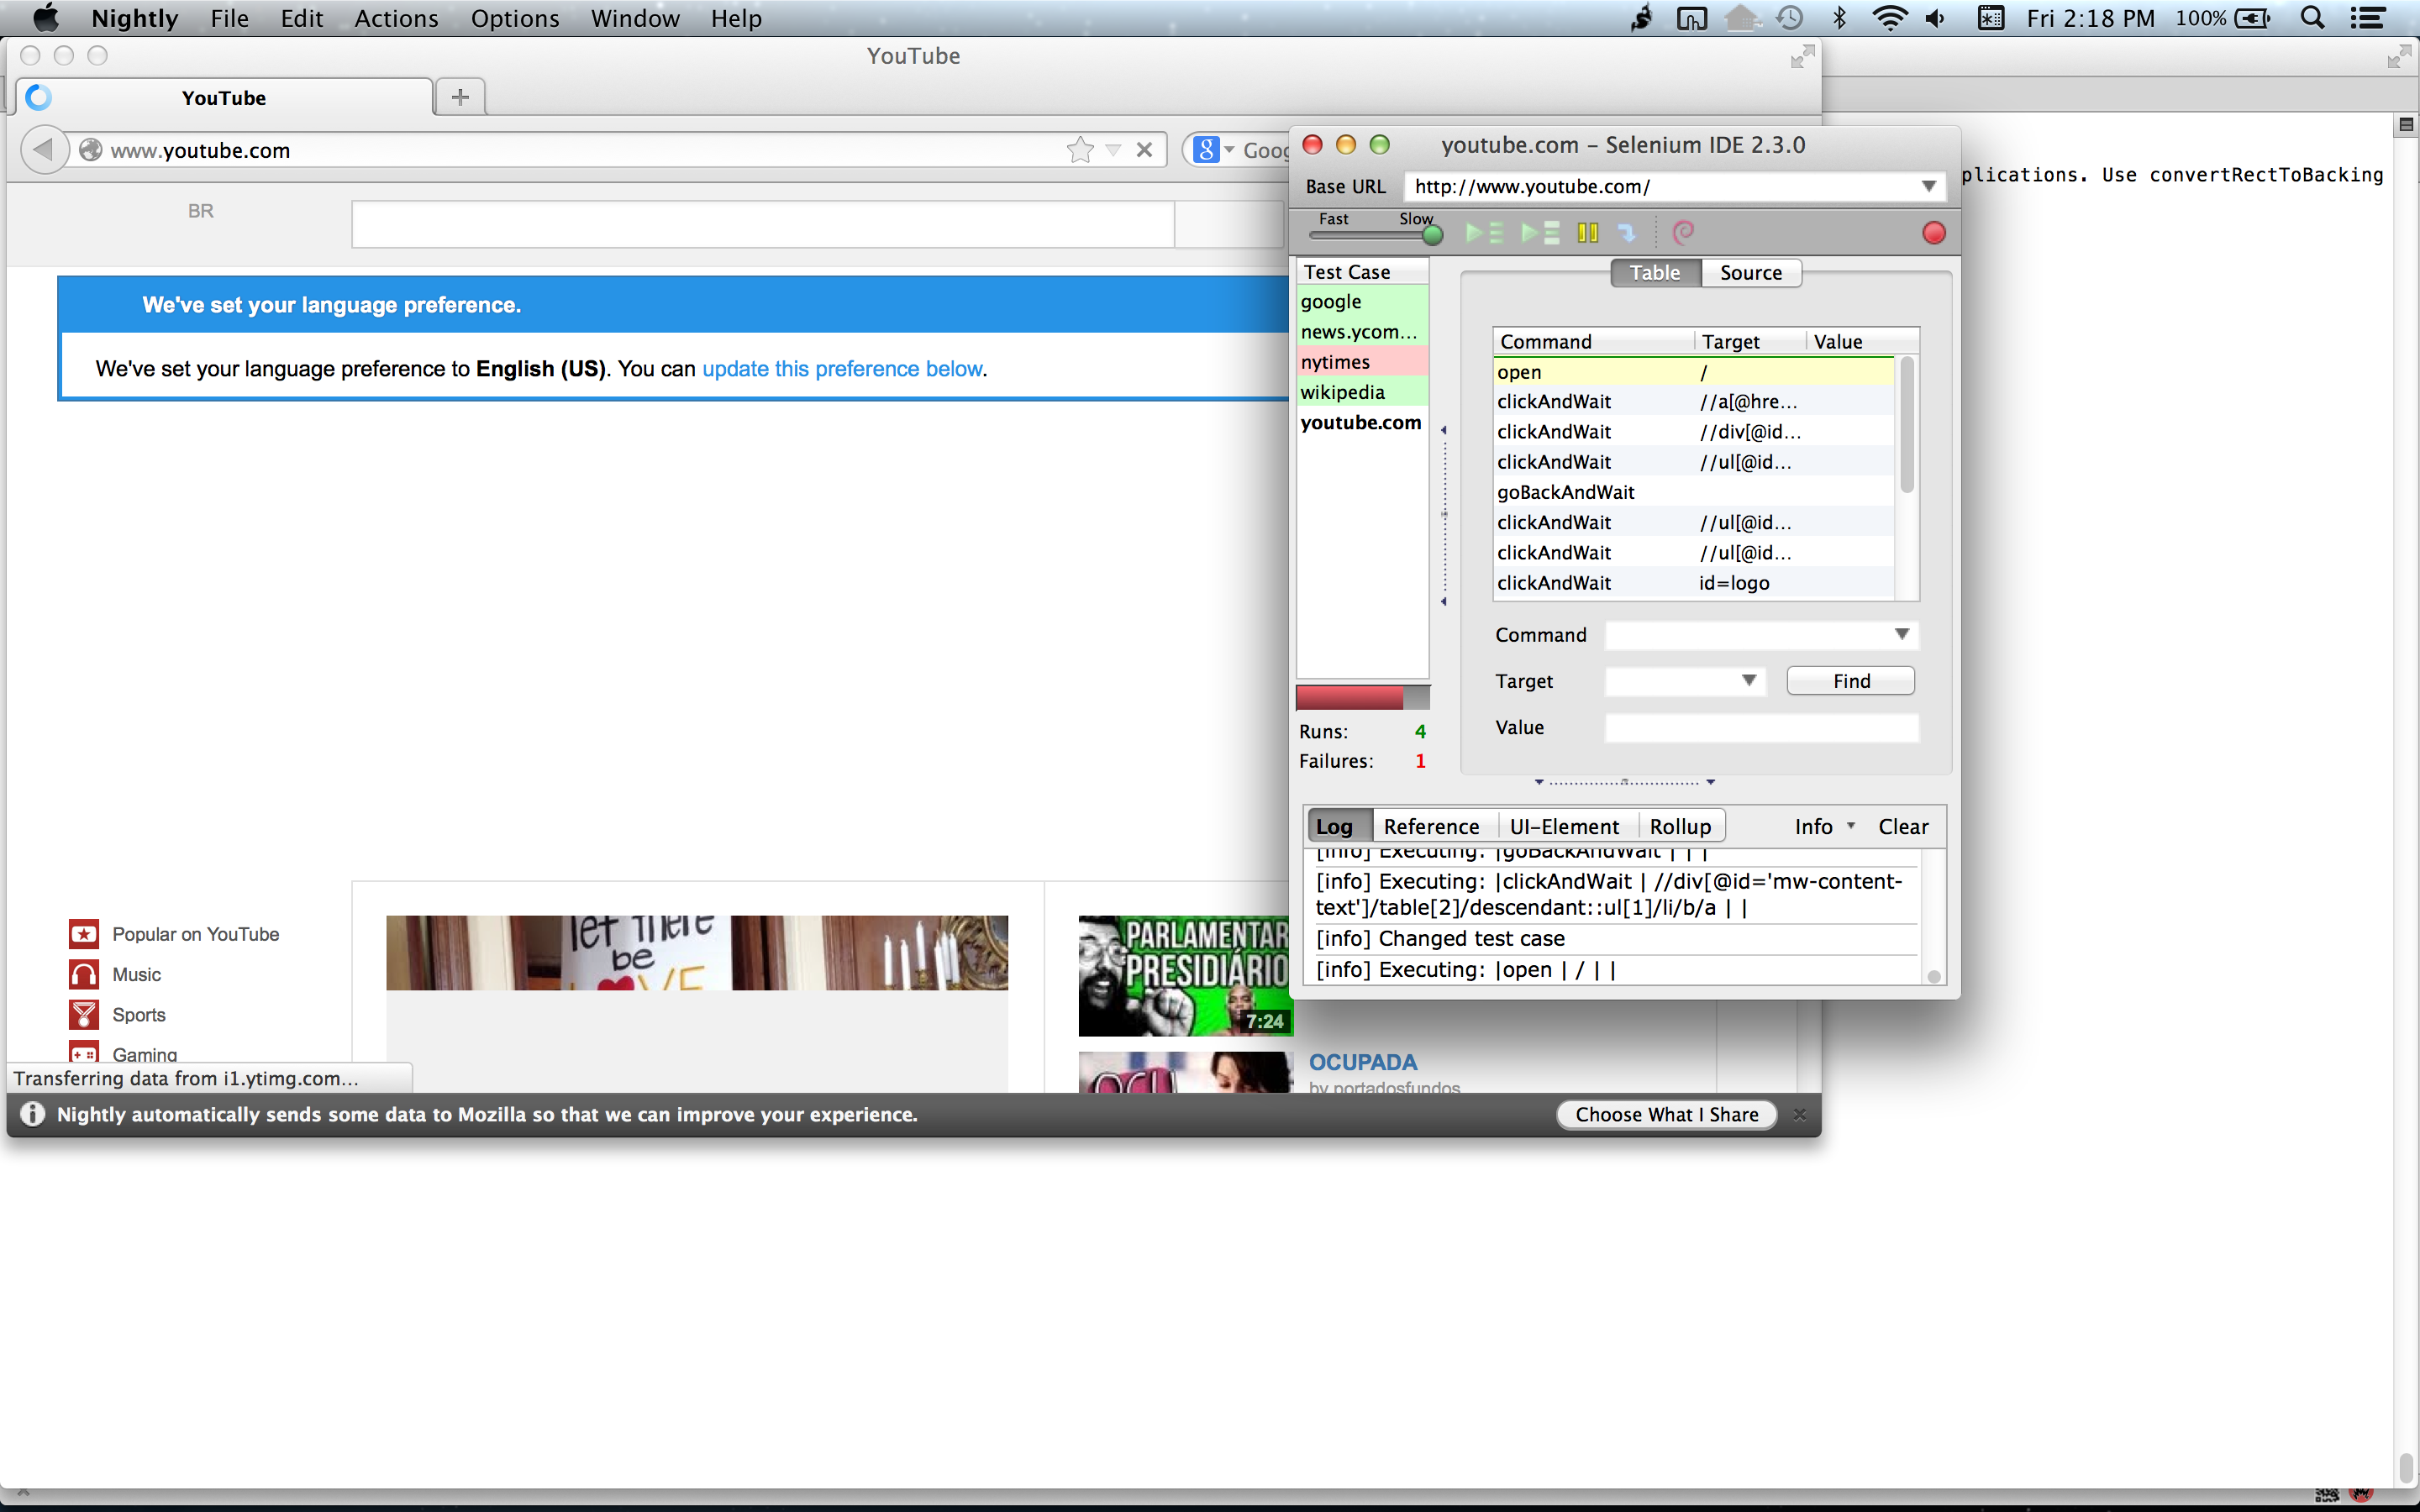 Nightly File Edit Actions Options Window Help Fri 2:18 PM 100%
YouTube
YouTube
www.youtube.com
BR
We've set your language preference.
We've set your language preference to English (US). You can update this preference below.
Popular on YouTube
Music
Sports
Gaming
let there
be
LOVE
PARLAMENTAR
PRESIDIÁRIO
7:24
OCU
OCUPADA
by portadosfundos
Transferring data from i1.ytimg.com...
Nightly automatically sends some data to Mozilla so that we can improve your experience. Choose What I Share
plications. Use convertRectToBacking
youtube.com – Selenium IDE 2.3.0
Base URL http://www.youtube.com/
Fast Slow
Test Case
google
news.ycom...
nytimes
wikipedia
youtube.com
Runs: 4
Failures: 1
Table Source
Command Target Value
open /
clickAndWait //a[@hre...
clickAndWait //div[@id...
clickAndWait //ul[@id...
goBackAndWait
clickAndWait //ul[@id...
clickAndWait //ul[@id...
clickAndWait id=logo
Command
Target Find
Value
Log Reference UI-Element Rollup Info Clear
[info] Executing: |goBackAndWait | | |
[info] Executing: |clickAndWait | //div[@id='mw-content-
text']/table[2]/descendant::ul[1]/li/b/a | |
[info] Changed test case
[info] Executing: |open | / | |